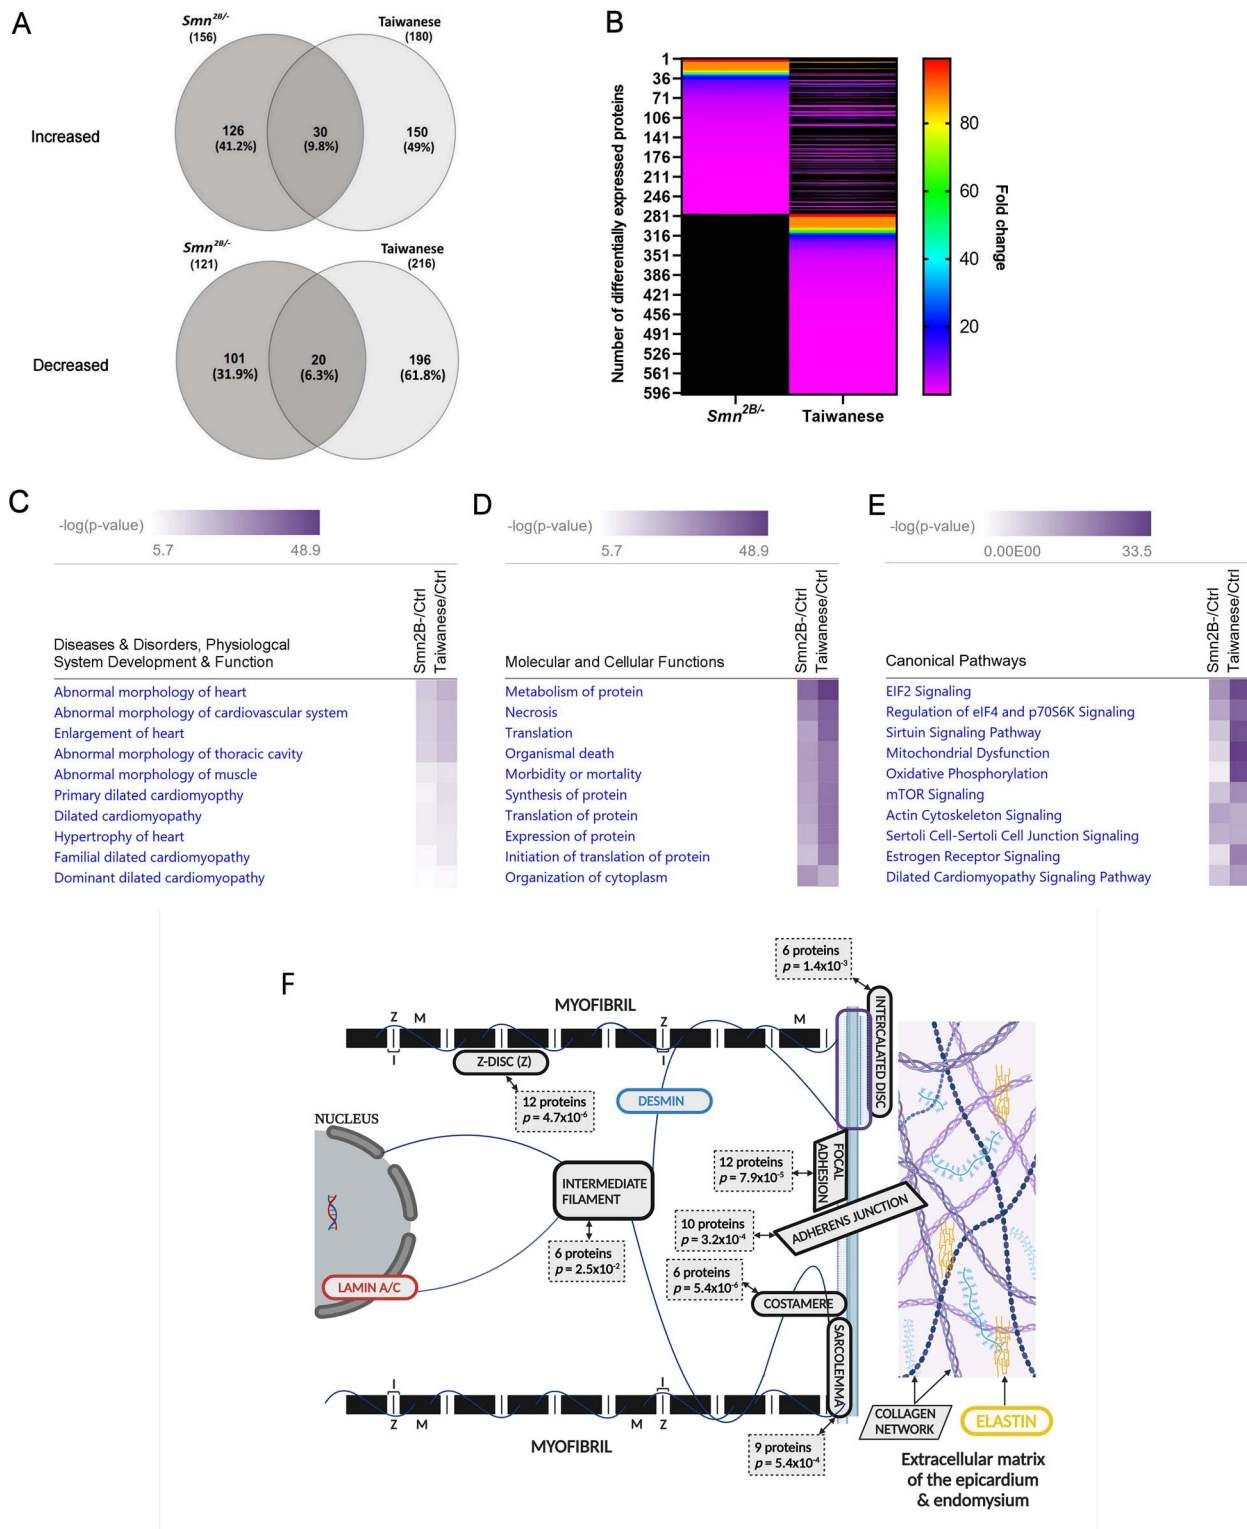 A
Smn2B/-
(156)
Taiwanese
(180)
Increased
126
(41.2%)
30
(9.8%)
150
(49%)
Smn2B/-
(121)
Taiwanese
(216)
Decreased
101
(31.9%)
20
(6.3%)
196
(61.8%)
B
Number of differentially expressed proteins
1
36
71
106
141
176
211
246
281
316
351
386
421
456
491
526
561
596
Smn2B/-
Taiwanese
80
60
40
20
Fold change
C
-log(p-value)
5.7
48.9
Diseases & Disorders, Physiologcal
System Development & Function
Smn2B-/Ctrl
Taiwanese/Ctrl
Abnormal morphology of heart
Abnormal morphology of cardiovascular system
Enlargement of heart
Abnormal morphology of thoracic cavity
Abnormal morphology of muscle
Primary dilated cardiomyopthy
Dilated cardiomyopathy
Hypertrophy of heart
Familial dilated cardiomyopathy
Dominant dilated cardiomyopathy
D
-log(p-value)
5.7
48.9
Molecular and Cellular Functions
Smn2B-/Ctrl
Taiwanese/Ctrl
Metabolism of protein
Necrosis
Translation
Organismal death
Morbidity or mortality
Synthesis of protein
Translation of protein
Expression of protein
Initiation of translation of protein
Organization of cytoplasm
E
-log(p-value)
0.00E00
33.5
Canonical Pathways
Smn2B-/Ctrl
Taiwanese/Ctrl
EIF2 Signaling
Regulation of eIF4 and p70S6K Signaling
Sirtuin Signaling Pathway
Mitochondrial Dysfunction
Oxidative Phosphorylation
mTOR Signaling
Actin Cytoskeleton Signaling
Sertoli Cell-Sertoli Cell Junction Signaling
Estrogen Receptor Signaling
Dilated Cardiomyopathy Signaling Pathway
F
6 proteins
p = 1.4x10-3
INTERCALATED DISC
MYOFIBRIL
Z
M
Z
M
I
I
Z-DISC (Z)
12 proteins
p = 4.7x10-6
DESMIN
NUCLEUS
INTERMEDIATE
FILAMENT
6 proteins
p = 2.5x10-2
LAMIN A/C
12 proteins
p = 7.9x10-5
FOCAL
ADHESION
10 proteins
p = 3.2x10-4
ADHERENS JUNCTION
6 proteins
p = 5.4x10-6
COSTAMERE
SARCOLEMMA
I
I
Z
M
M
Z
MYOFIBRIL
9 proteins
p = 5.4x10-4
COLLAGEN
NETWORK
ELASTIN
Extracellular matrix
of the epicardium
& endomysium